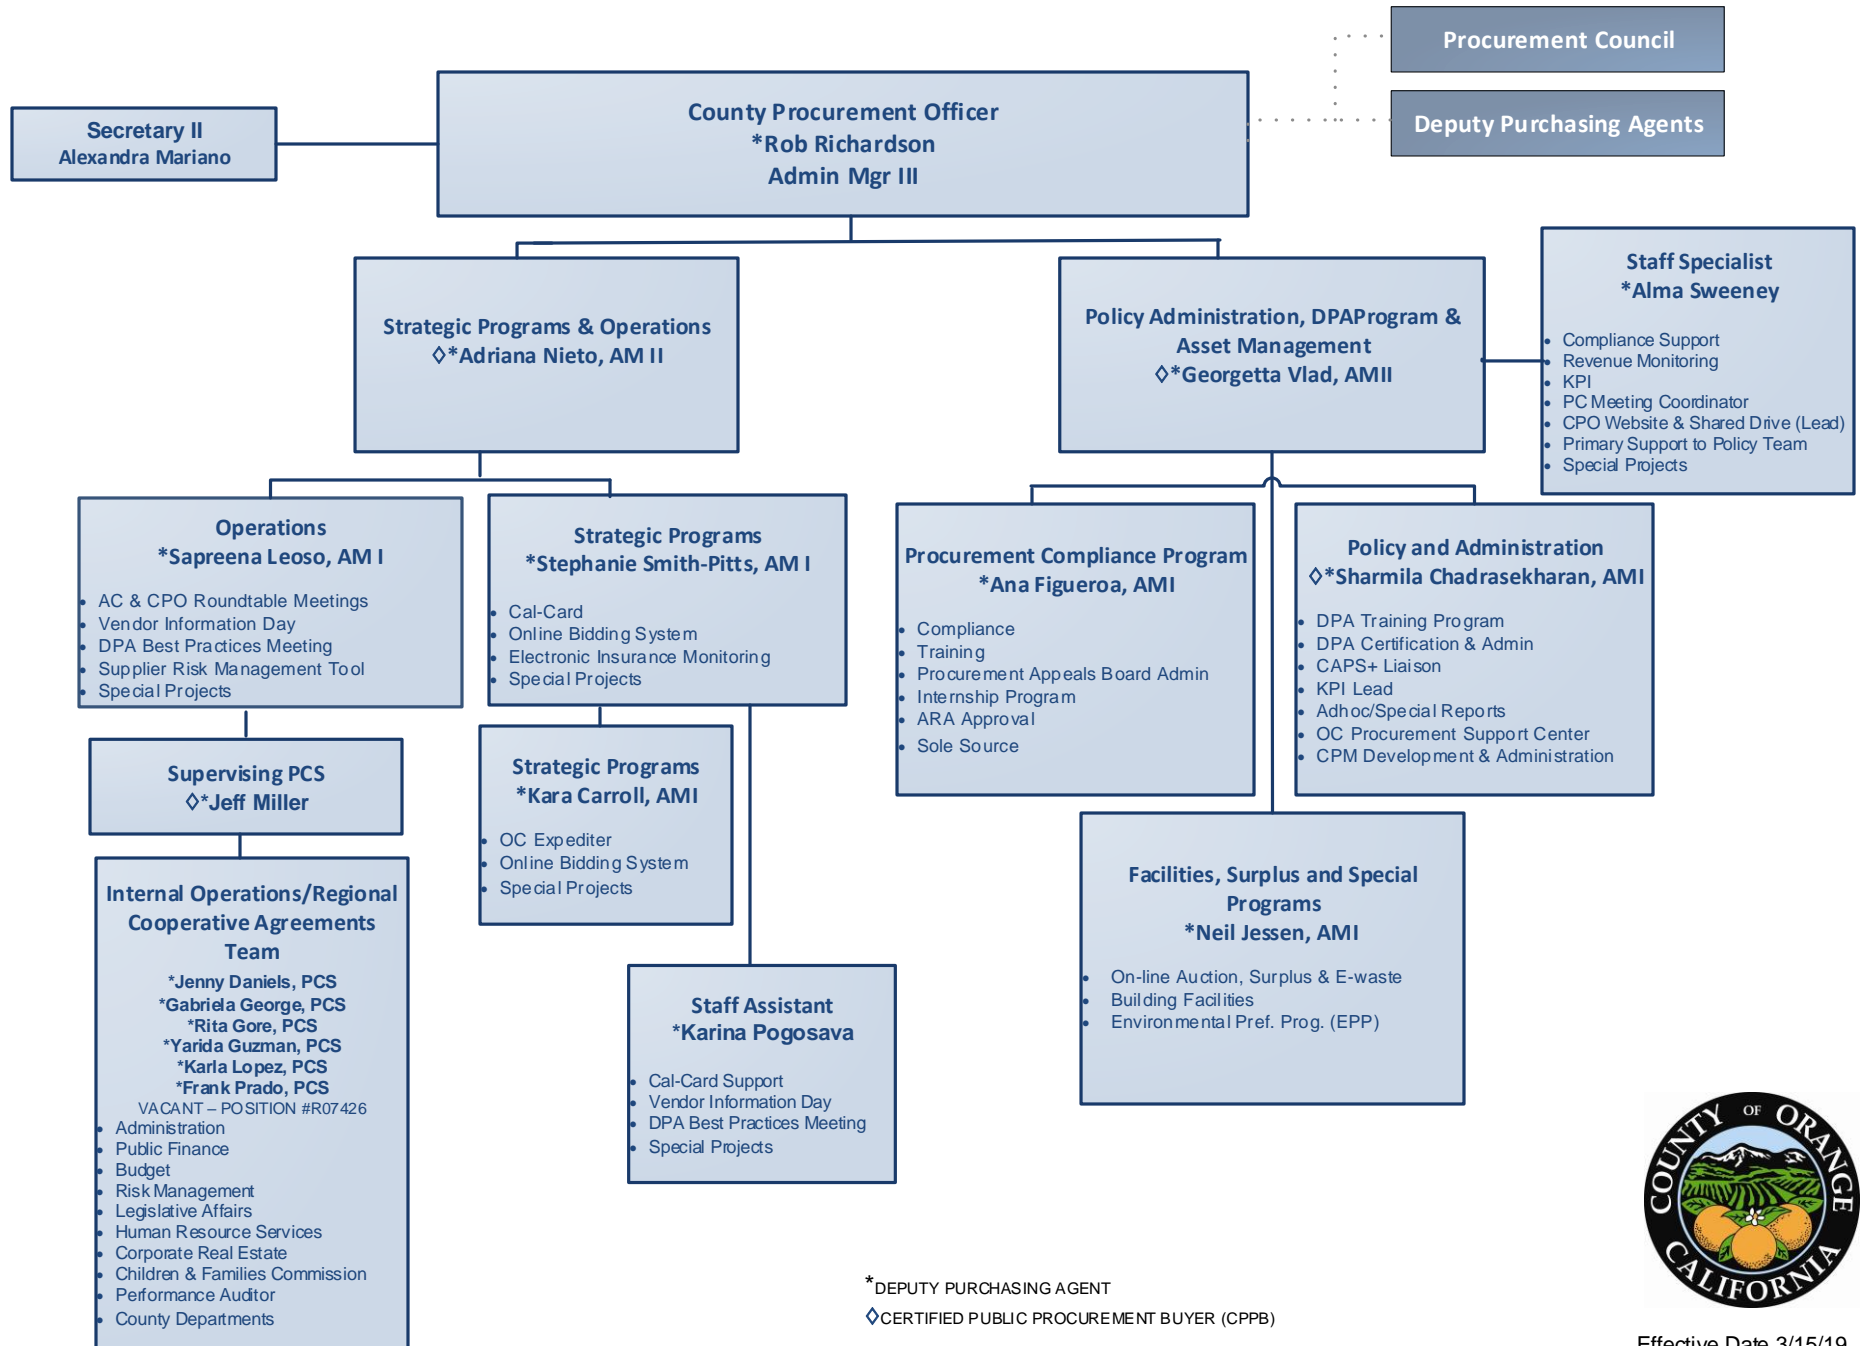 Procurement Council
Deputy Purchasing Agents
County Procurement Officer
*Rob Richardson
Admin Mgr III
Secretary II
Alexandra Mariano
Strategic Programs & Operations
◊*Adriana Nieto, AM II
Policy Administration, DPAProgram &
Asset Management
◊*Georgetta Vlad, AMII
Staff Specialist
*Alma Sweeney
• Compliance Support
• Revenue Monitoring
• KPI
• PC Meeting Coordinator
• CPO Website & Shared Drive (Lead)
• Primary Support to Policy Team
• Special Projects
Operations
*Sapreena Leoso, AM I
• AC & CPO Roundtable Meetings
• Vendor Information Day
• DPA Best Practices Meeting
• Supplier Risk Management Tool
• Special Projects
Strategic Programs
*Stephanie Smith-Pitts, AM I
• Cal-Card
• Online Bidding System
• Electronic Insurance Monitoring
• Special Projects
Procurement Compliance Program
*Ana Figueroa, AMI
• Compliance
• Training
• Procurement Appeals Board Admin
• Internship Program
• ARA Approval
• Sole Source
Policy and Administration
◊*Sharmila Chadrasekharan, AMI
• DPA Training Program
• DPA Certification & Admin
• CAPS+ Liaison
• KPI Lead
• Adhoc/Special Reports
• OC Procurement Support Center
• CPM Development & Administration
Supervising PCS
◊*Jeff Miller
Strategic Programs
*Kara Carroll, AMI
• OC Expediter
• Online Bidding System
• Special Projects
Facilities, Surplus and Special
Programs
*Neil Jessen, AMI
• On-line Auction, Surplus & E-waste
• Building Facilities
• Environmental Pref. Prog. (EPP)
Internal Operations/Regional
Cooperative Agreements
Team
*Jenny Daniels, PCS
*Gabriela George, PCS
*Rita Gore, PCS
*Yarida Guzman, PCS
*Karla Lopez, PCS
*Frank Prado, PCS
VACANT – POSITION #R07426
• Administration
• Public Finance
• Budget
• Risk Management
• Legislative Affairs
• Human Resource Services
• Corporate Real Estate
• Children & Families Commission
• Performance Auditor
• County Departments
Staff Assistant
*Karina Pogosava
• Cal-Card Support
• Vendor Information Day
• DPA Best Practices Meeting
• Special Projects
*DEPUTY PURCHASING AGENT
◊CERTIFIED PUBLIC PROCUREMENT BUYER (CPPB)
COUNTY OF ORANGE
CALIFORNIA
Effective Date 3/15/19